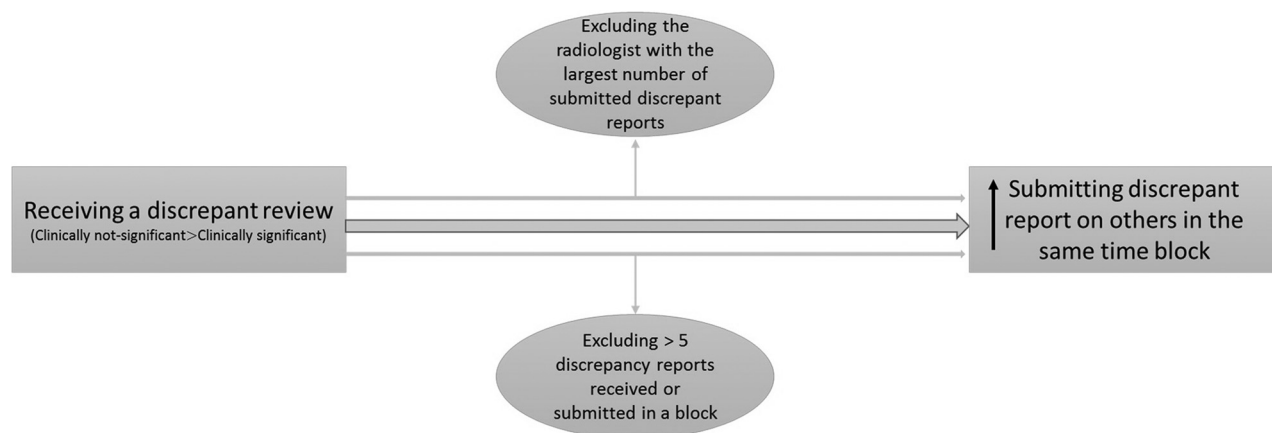 Excluding the
radiologist with the
largest number of
submitted discrepant
reports
Receiving a discrepant review
(Clinically not-significant>Clinically significant)
Submitting discrepant
report on others in the
same time block
Excluding > 5
discrepancy reports
received or
submitted in a block